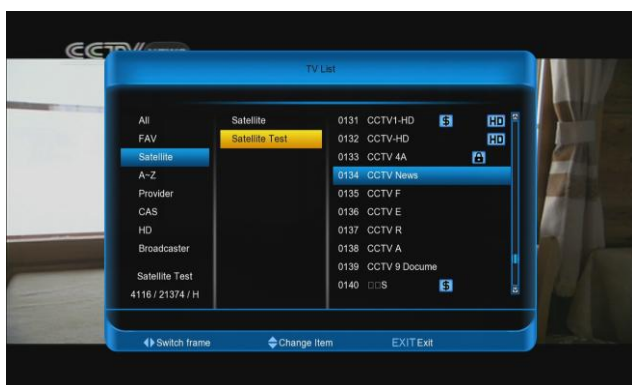 CCTV NEWS
TV List
All
FAV
Satellite
A~Z
Provider
CAS
HD
Broadcaster
Satellite Test
4116 / 21374 / H
Satellite
Satellite Test
0131 CCTV1-HD $ HD
0132 CCTV-HD HD
0133 CCTV 4A
0134 CCTV News
0135 CCTV F
0136 CCTV E
0137 CCTV R
0138 CCTV A
0139 CCTV 9 Docume
0140 □□S $
Switch frame
Change Item
EXIT Exit